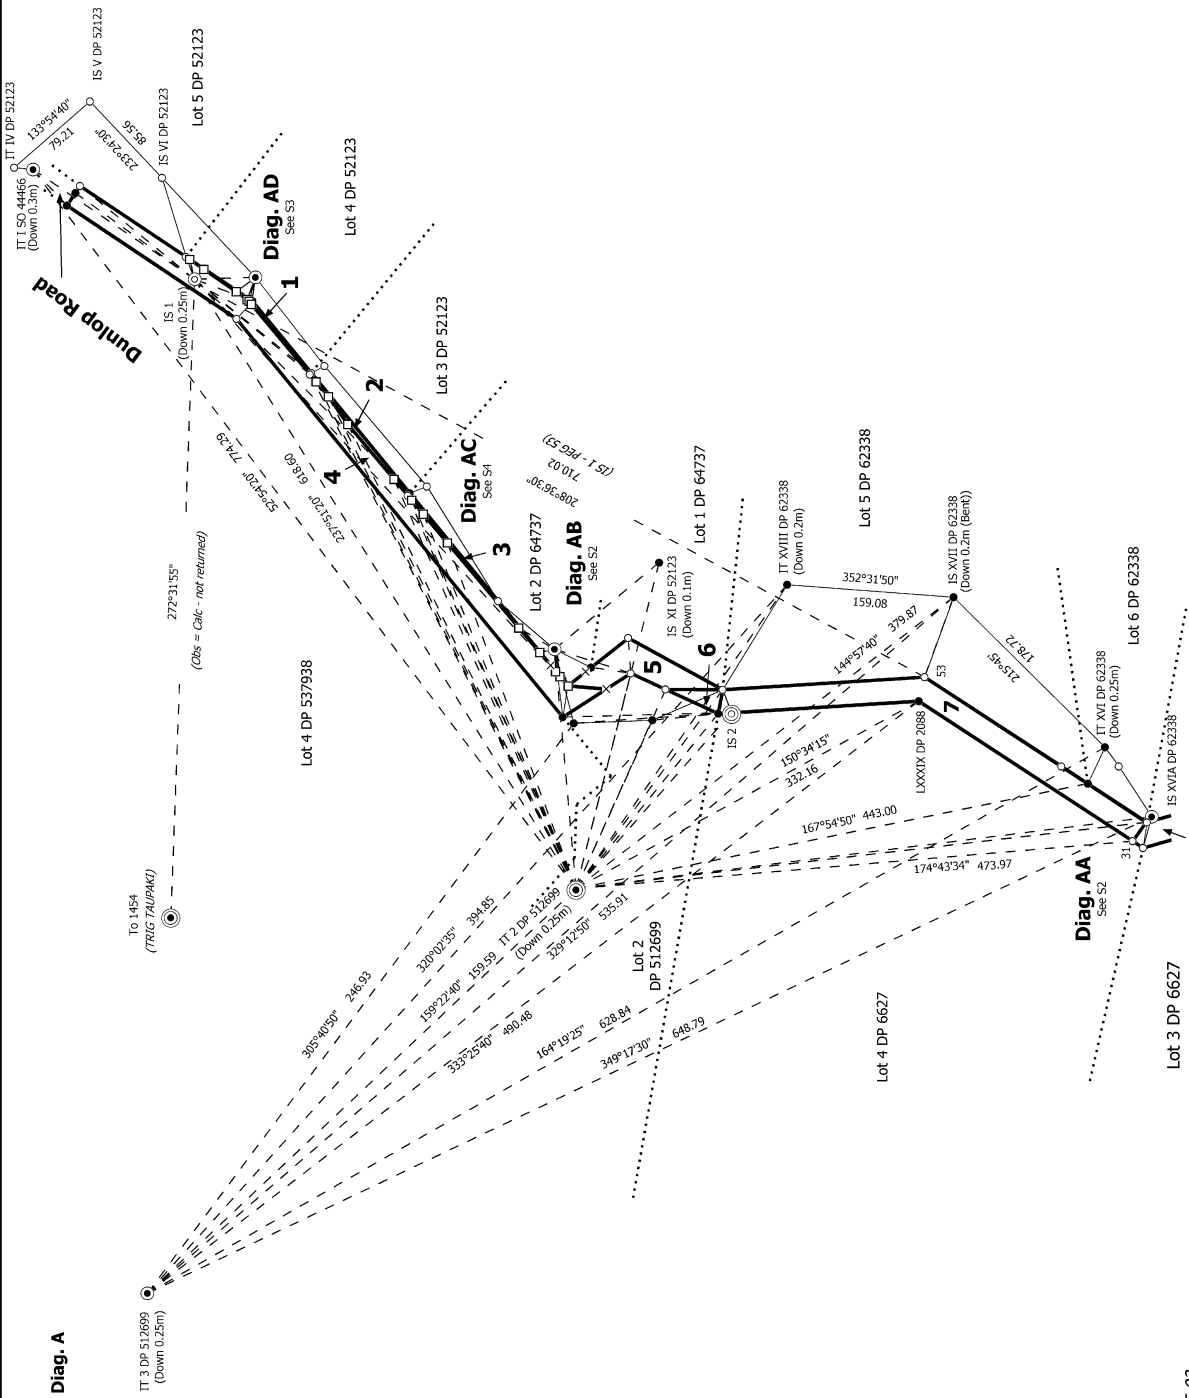 Diag. A
IT 3 DP 512699
(Down 0.25m)
To 1454
(TRIG TAUPAKI)
272°31'55"
(Obs = Calc - not returned)
IT I SO 44466
(Down 0.3m)
IT IV DP 52123
133°54'40"
79.21
IS V DP 52123
85.56
233°24'30"
IS VI DP 52123
Lot 5 DP 52123
Dunlop Road
IS 1
(Down 0.25m)
Diag. AD
See S3
1
Lot 4 DP 52123
2
Lot 3 DP 52123
4
52°54'20" 774.29
237°51'20" 618.60
Diag. AC
See S4
3
208°36'30"
710.02
(IS 1 - PEG 53)
Lot 2 DP 64737
Diag. AB
See S2
Lot 4 DP 537938
IS XI DP 52123
(Down 0.1m)
Lot 1 DP 64737
5
6
IS 2
IT XVIII DP 62338
(Down 0.2m)
Lot 5 DP 62338
352°31'50"
159.08
IS XVII DP 62338
(Down 0.2m (Bent))
144°57'40" 379.87
53
178.72
215°45'
7
LXXXIX DP 2088
150°34'15"
332.16
IT XVI DP 62338
(Down 0.25m)
Lot 6 DP 62338
IS XVIA DP 62338
167°54'50" 443.00
174°43'34" 473.97
31
Diag. AA
See S2
IT 2 DP 512699
(Down 0.25m)
305°40'50" 246.93
320°02'35" 394.85
159°22'40" 159.59
329°12'50" 535.91
333°25'40" 490.48
164°19'25" 628.84
349°17'30" 648.79
Lot 2
DP 512699
Lot 4 DP 6627
Lot 3 DP 6627